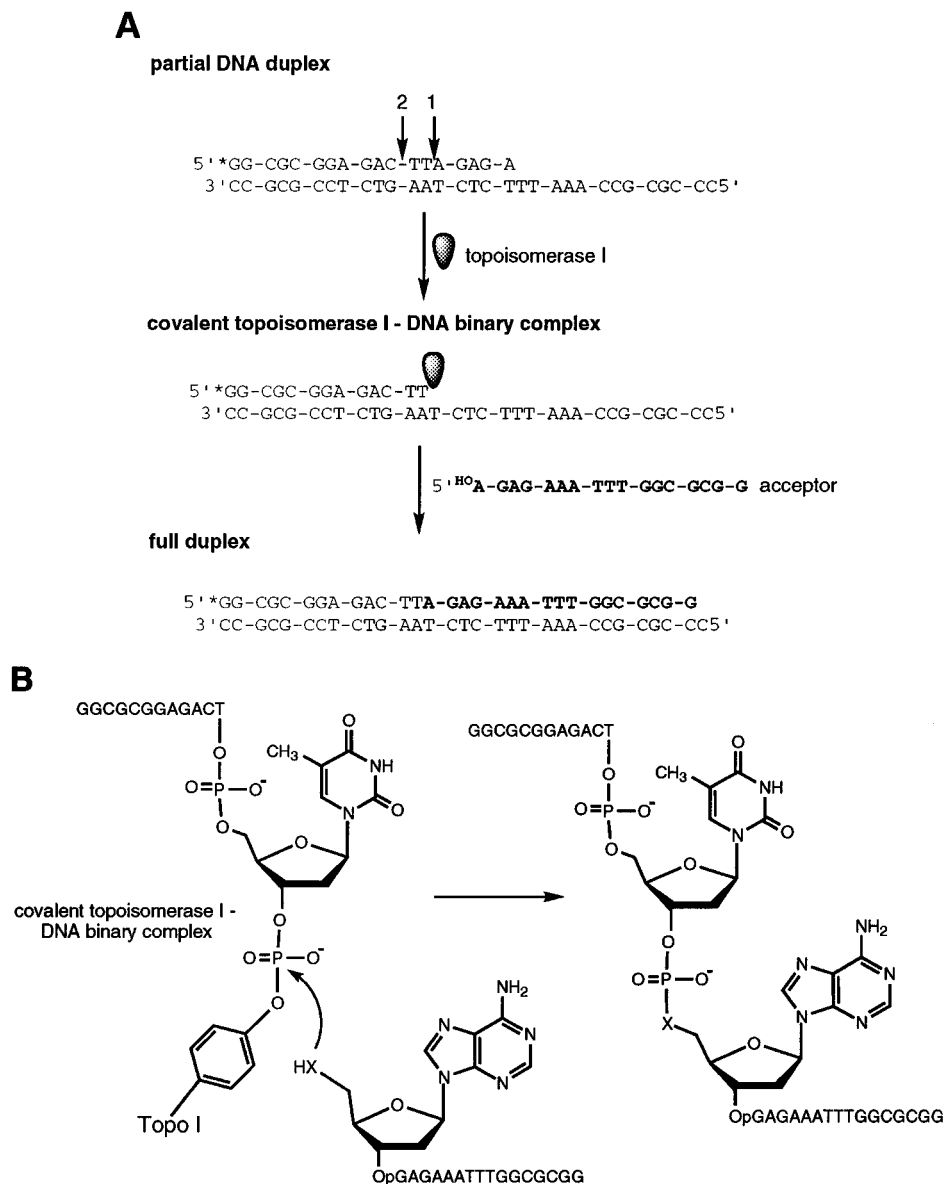 A
partial DNA duplex
2 1
5'*GG-CGC-GGA-GAC-TTA-GAG-A
3'CC-GCG-CCT-CTG-AAT-CTC-TTT-AAA-CCG-CGC-CC5'
topoisomerase I
covalent topoisomerase I - DNA binary complex
5'*GG-CGC-GGA-GAC-TT
3'CC-GCG-CCT-CTG-AAT-CTC-TTT-AAA-CCG-CGC-CC5'
5'HOA-GAG-AAA-TTT-GGC-GCG-G acceptor
full duplex
5'*GG-CGC-GGA-GAC-TTA-GAG-AAA-TTT-GGC-GCG-G
3'CC-GCG-CCT-CTG-AAT-CTC-TTT-AAA-CCG-CGC-CC5'
B
GGCGCGGAGACT
O
O=P-O-
O
CH3
O
NH
N
O
O
covalent topoisomerase I -
DNA binary complex
O
O=P-O-
O
Topo I
HX
NH2
N
N
N
N
O
OpGAGAAATTTGGCGCGG
GGCGCGGAGACT
O
O=P-O-
O
CH3
O
NH
N
O
O
O
O=P-O-
X
NH2
N
N
N
N
O
OpGAGAAATTTGGCGCGG